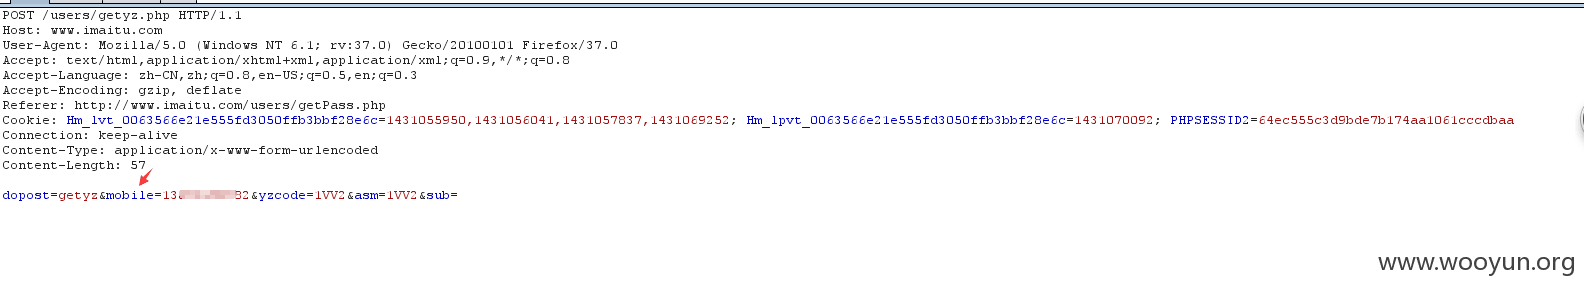 POST /users/getyz.php HTTP/1.1
Host: www.imaitu.com
User-Agent: Mozilla/5.0 (Windows NT 6.1; rv:37.0) Gecko/20100101 Firefox/37.0
Accept: text/html,application/xhtml+xml,application/xml;q=0.9,*/*;q=0.8
Accept-Language: zh-CN,zh;q=0.8,en-US;q=0.5,en;q=0.3
Accept-Encoding: gzip, deflate
Referer: http://www.imaitu.com/users/getPass.php
Cookie: Hm_lvt_0063566e21e555fd3050ffb3bbf28e6c=1431055950,1431056041,1431057837,1431069252; Hm_lpvt_0063566e21e555fd3050ffb3bbf28e6c=1431070092; PHPSESSID2=64ec555c3d9bde7b174aa1061cccdbaa
Connection: keep-alive
Content-Type: application/x-www-form-urlencoded
Content-Length: 57
dopost=getyz&mobile=13 82&yzcode=1VV2&asm=1VV2&sub=
www.wooyun.org